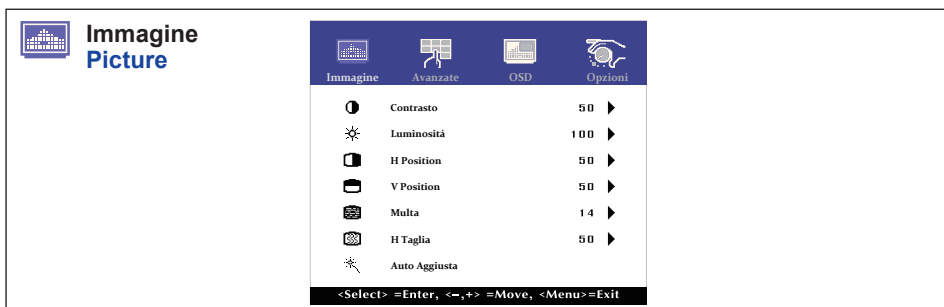 Immagine
Picture
Immagine Avanzate OSD Opzioni
Contrasto 50
Luminositá 100
H Position 50
V Position 50
Multa 14
H Taglia 50
Auto Aggiusta
<Select> =Enter, <–,+> =Move, <Menu>=Exit